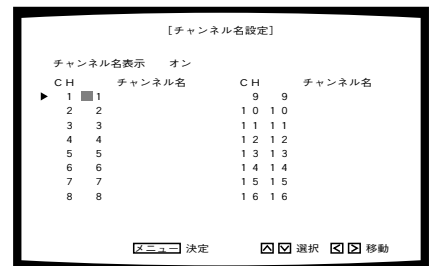 [チャンネル名設定]
チャンネル名表示 オン
CH チャンネル名 CH チャンネル名
▶ 1 1 9 9
2 2 10 10
3 3 11 11
4 4 12 12
5 5 13 13
6 6 14 14
7 7 15 15
8 8 16 16
メニュー 決定 選択 移動